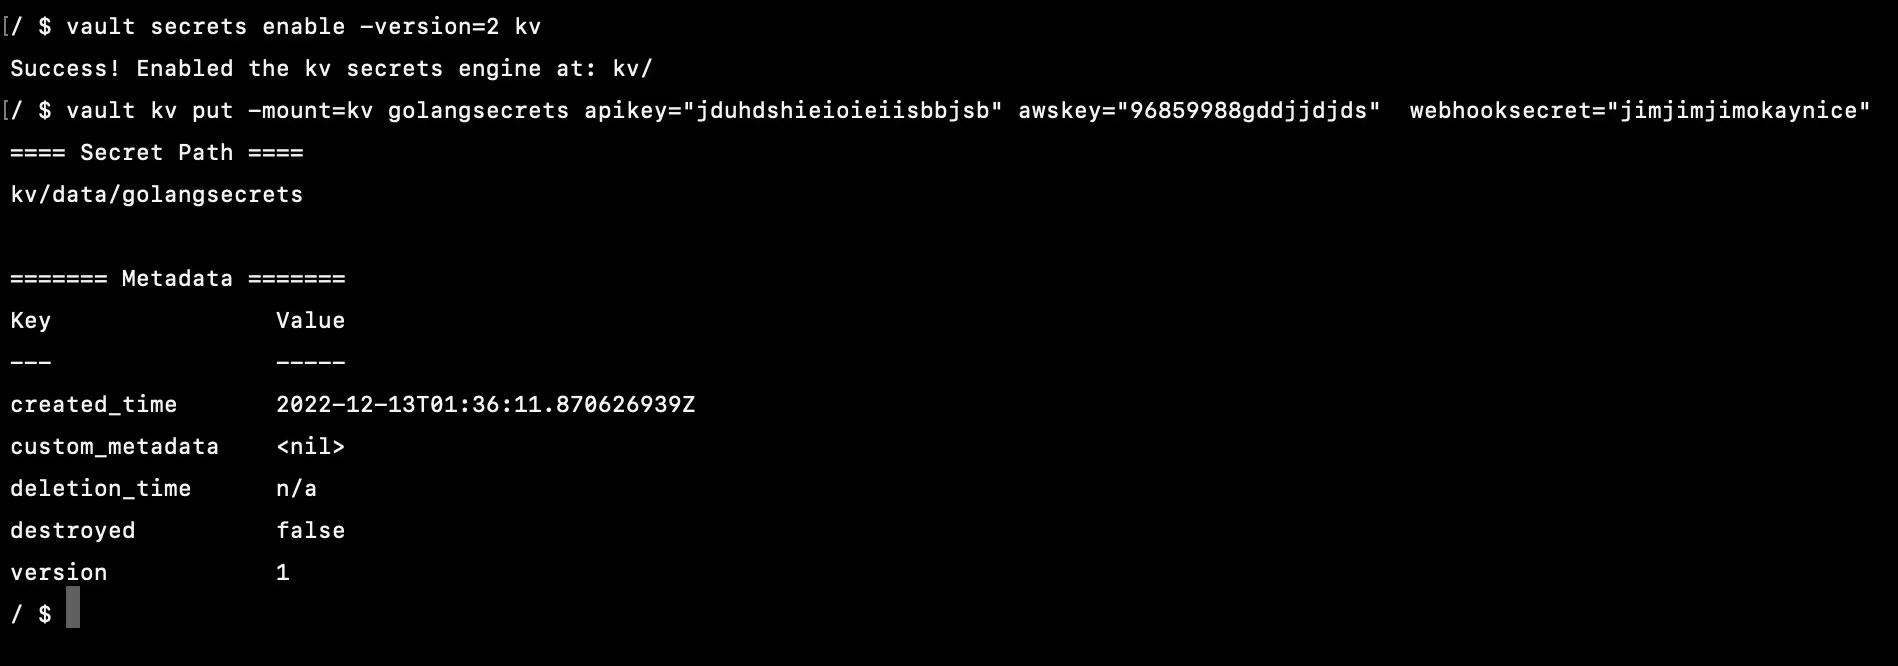 [/ $ vault secrets enable -version=2 kv
Success! Enabled the kv secrets engine at: kv/
[/ $ vault kv put -mount=kv golangsecrets apikey="jduhdshieioieiisbbjsb" awskey="96859988gddjjdjds"  webhooksecret="jimjimjimokaynice"
==== Secret Path ====
kv/data/golangsecrets
======= Metadata =======
Key                Value
---                -----
created_time       2022-12-13T01:36:11.870626939Z
custom_metadata    <nil>
deletion_time      n/a
destroyed          false
version            1
/ $